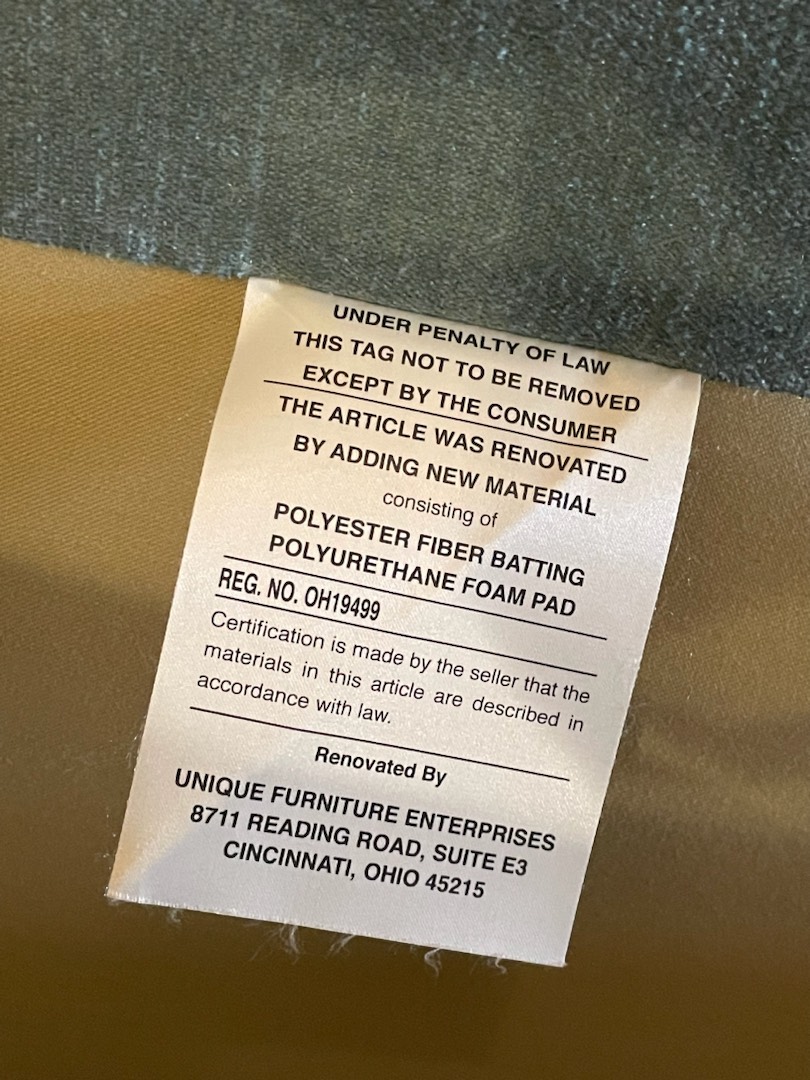 UNDER PENALTY OF LAW
THIS TAG NOT TO BE REMOVED
EXCEPT BY THE CONSUMER
THE ARTICLE WAS RENOVATED
BY ADDING NEW MATERIAL
consisting of
POLYESTER FIBER BATTING
POLYURETHANE FOAM PAD
REG. NO. OH19499
Certification is made by the seller that the
materials in this article are described in
accordance with law.
Renovated By
UNIQUE FURNITURE ENTERPRISES
8711 READING ROAD, SUITE E3
CINCINNATI, OHIO 45215